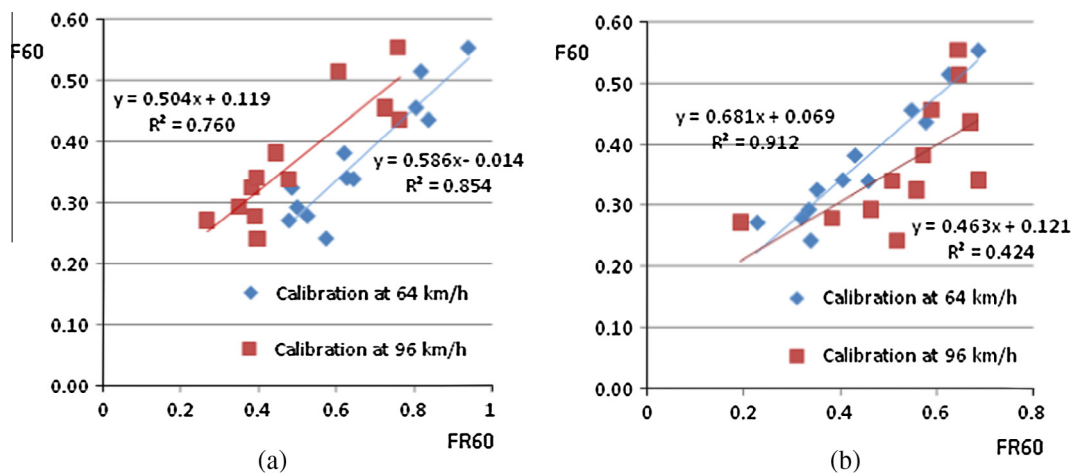 0.60
F60
0.50
0.40
0.30
0.20
0.10
0.00
y = 0.504x + 0.119
R² = 0.760
y = 0.586x- 0.014
R² = 0.854
Calibration at 64 km/h
Calibration at 96 km/h
0
0.2
0.4
0.6
0.8
1
FR60
(a)
0.60
F60
0.50
0.40
0.30
0.20
0.10
0.00
y = 0.681x + 0.069
R² = 0.912
y = 0.463x + 0.121
R² = 0.424
Calibration at 64 km/h
Calibration at 96 km/h
0
0.2
0.4
0.6
0.8
FR60
(b)